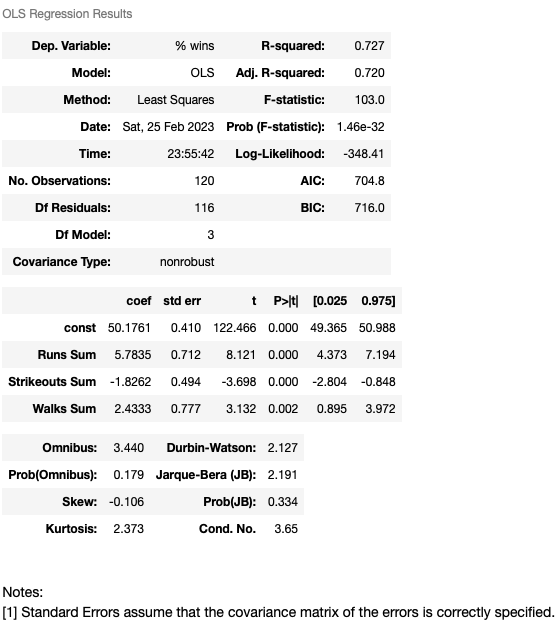 OLS Regression Results
Dep. Variable: % wins R-squared: 0.727
Model: OLS Adj. R-squared: 0.720
Method: Least Squares F-statistic: 103.0
Date: Sat, 25 Feb 2023 Prob (F-statistic): 1.46e-32
Time: 23:55:42 Log-Likelihood: -348.41
No. Observations: 120 AIC: 704.8
Df Residuals: 116 BIC: 716.0
Df Model: 3
Covariance Type: nonrobust
coef std err t P>|t| [0.025 0.975]
const 50.1761 0.410 122.466 0.000 49.365 50.988
Runs Sum 5.7835 0.712 8.121 0.000 4.373 7.194
Strikeouts Sum -1.8262 0.494 -3.698 0.000 -2.804 -0.848
Walks Sum 2.4333 0.777 3.132 0.002 0.895 3.972
Omnibus: 3.440 Durbin-Watson: 2.127
Prob(Omnibus): 0.179 Jarque-Bera (JB): 2.191
Skew: -0.106 Prob(JB): 0.334
Kurtosis: 2.373 Cond. No. 3.65
Notes:
[1] Standard Errors assume that the covariance matrix of the errors is correctly specified.